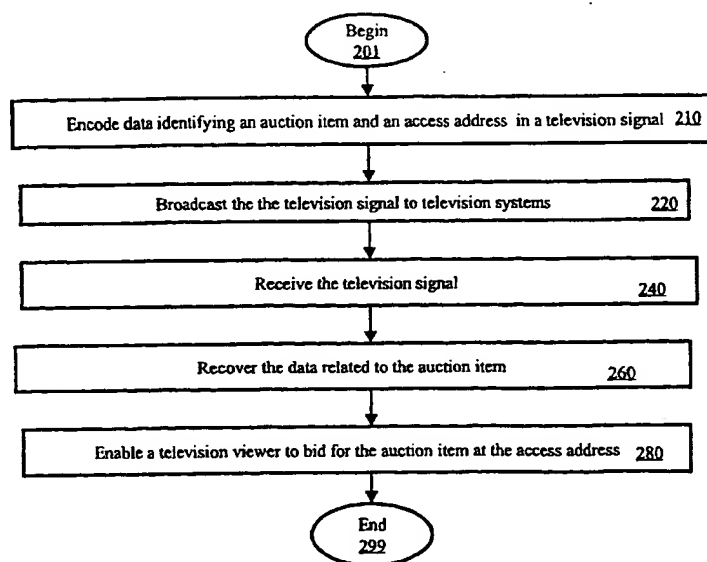 Begin
201
Encode data identifying an auction item and an access address in a television signal 210
Broadcast the the television signal to television systems 220
Receive the television signal 240
Recover the data related to the auction item 260
Enable a television viewer to bid for the auction item at the access address 280
End
299